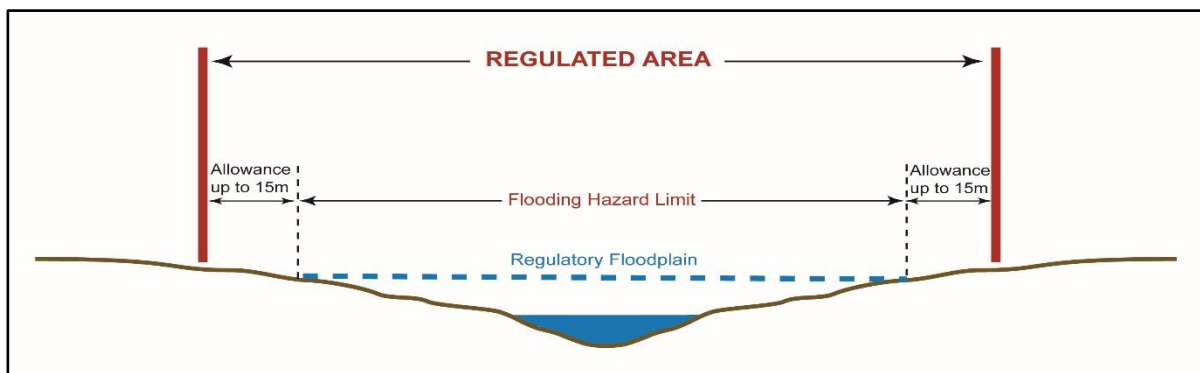 REGULATED AREA
Allowance
up to 15m
Flooding Hazard Limit
Allowance
up to 15m
Regulatory Floodplain